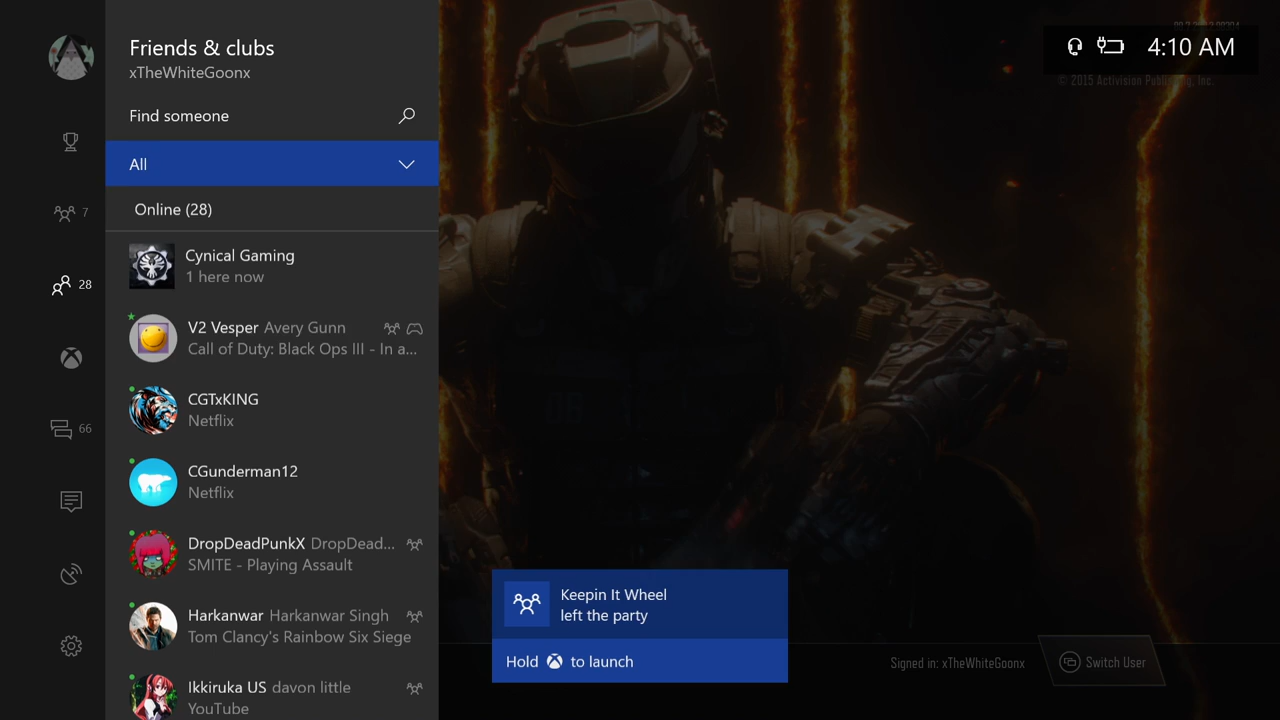 Friends & clubs
xTheWhiteGoonx
Find someone
All
Online (28)
Cynical Gaming
1 here now
V2 Vesper Avery Gunn
Call of Duty: Black Ops III - In a...
CGTxKING
Netflix
CGunderman12
Netflix
DropDeadPunkX DropDead...
SMITE - Playing Assault
Harkanwar Harkanwar Singh
Tom Clancy's Rainbow Six Siege
Ikkiruka US davon little
YouTube
7
28
66
4:10 AM
© 2015 Activision Publishing, Inc.
Keepin It Wheel
left the party
Hold to launch
Signed in: xTheWhiteGoonx
Switch User